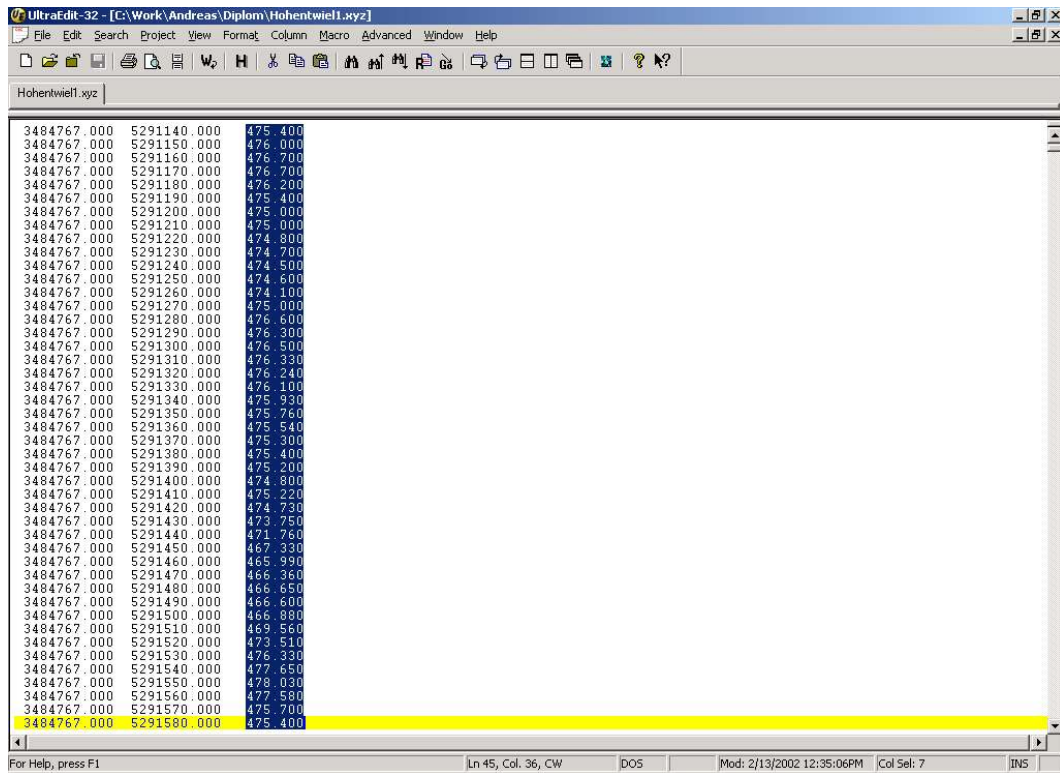 UltraEdit-32 - [C:\Work\Andreas\Diplom\Hohentwiel1.xyz]
File Edit Search Project View Format Column Macro Advanced Window Help
Hohentwiel1.xyz
3484767.000 5291140.000 475.400
3484767.000 5291150.000 476.000
3484767.000 5291160.000 476.700
3484767.000 5291170.000 476.700
3484767.000 5291180.000 476.200
3484767.000 5291190.000 475.400
3484767.000 5291200.000 475.000
3484767.000 5291210.000 475.000
3484767.000 5291220.000 474.800
3484767.000 5291230.000 474.700
3484767.000 5291240.000 474.500
3484767.000 5291250.000 474.600
3484767.000 5291260.000 474.100
3484767.000 5291270.000 475.000
3484767.000 5291280.000 476.600
3484767.000 5291290.000 476.300
3484767.000 5291300.000 476.500
3484767.000 5291310.000 476.330
3484767.000 5291320.000 476.240
3484767.000 5291330.000 476.100
3484767.000 5291340.000 475.930
3484767.000 5291350.000 475.760
3484767.000 5291360.000 475.540
3484767.000 5291370.000 475.300
3484767.000 5291380.000 475.400
3484767.000 5291390.000 475.200
3484767.000 5291400.000 474.800
3484767.000 5291410.000 475.220
3484767.000 5291420.000 474.730
3484767.000 5291430.000 473.750
3484767.000 5291440.000 471.760
3484767.000 5291450.000 467.330
3484767.000 5291460.000 465.990
3484767.000 5291470.000 466.360
3484767.000 5291480.000 466.650
3484767.000 5291490.000 466.600
3484767.000 5291500.000 466.880
3484767.000 5291510.000 469.560
3484767.000 5291520.000 473.510
3484767.000 5291530.000 476.330
3484767.000 5291540.000 477.650
3484767.000 5291550.000 478.030
3484767.000 5291560.000 477.580
3484767.000 5291570.000 475.700
3484767.000 5291580.000 475.400
For Help, press F1 Ln 45, Col. 36, CW DOS Mod: 2/13/2002 12:35:06PM Col Sel: 7 INS